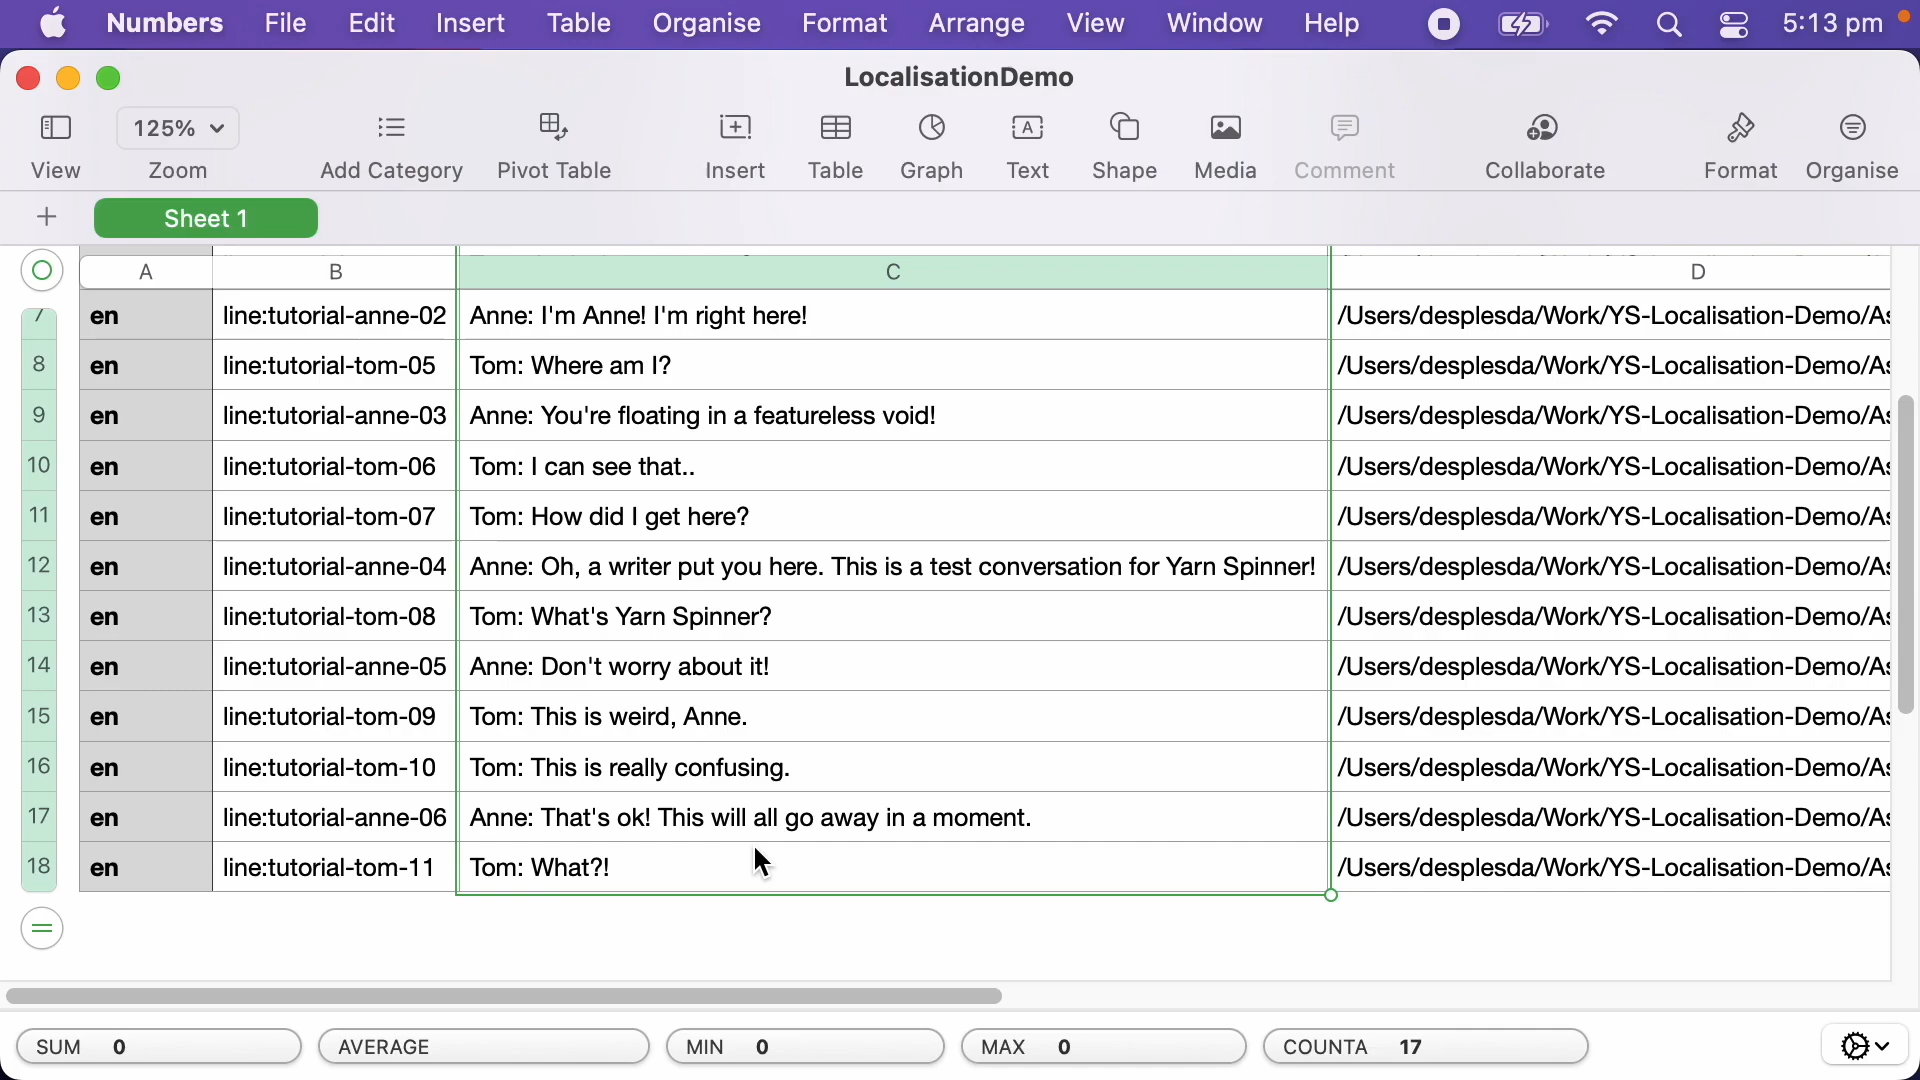 Numbers File Edit Insert Table Organise Format Arrange View Window Help 5:13 pm
LocalisationDemo
125%
View Zoom Add Category Pivot Table Insert Table Graph Text Shape Media Comment Collaborate Format Organise
Sheet 1
A B C D
7 en line:tutorial-anne-02 Anne: I'm Anne! I'm right here! /Users/desplesda/Work/YS-Localisation-Demo/As
8 en line:tutorial-tom-05 Tom: Where am I? /Users/desplesda/Work/YS-Localisation-Demo/As
9 en line:tutorial-anne-03 Anne: You're floating in a featureless void! /Users/desplesda/Work/YS-Localisation-Demo/As
10 en line:tutorial-tom-06 Tom: I can see that.. /Users/desplesda/Work/YS-Localisation-Demo/As
11 en line:tutorial-tom-07 Tom: How did I get here? /Users/desplesda/Work/YS-Localisation-Demo/As
12 en line:tutorial-anne-04 Anne: Oh, a writer put you here. This is a test conversation for Yarn Spinner! /Users/desplesda/Work/YS-Localisation-Demo/As
13 en line:tutorial-tom-08 Tom: What's Yarn Spinner? /Users/desplesda/Work/YS-Localisation-Demo/As
14 en line:tutorial-anne-05 Anne: Don't worry about it! /Users/desplesda/Work/YS-Localisation-Demo/As
15 en line:tutorial-tom-09 Tom: This is weird, Anne. /Users/desplesda/Work/YS-Localisation-Demo/As
16 en line:tutorial-tom-10 Tom: This is really confusing. /Users/desplesda/Work/YS-Localisation-Demo/As
17 en line:tutorial-anne-06 Anne: That's ok! This will all go away in a moment. /Users/desplesda/Work/YS-Localisation-Demo/As
18 en line:tutorial-tom-11 Tom: What?! /Users/desplesda/Work/YS-Localisation-Demo/As
SUM 0 AVERAGE MIN 0 MAX 0 COUNTA 17